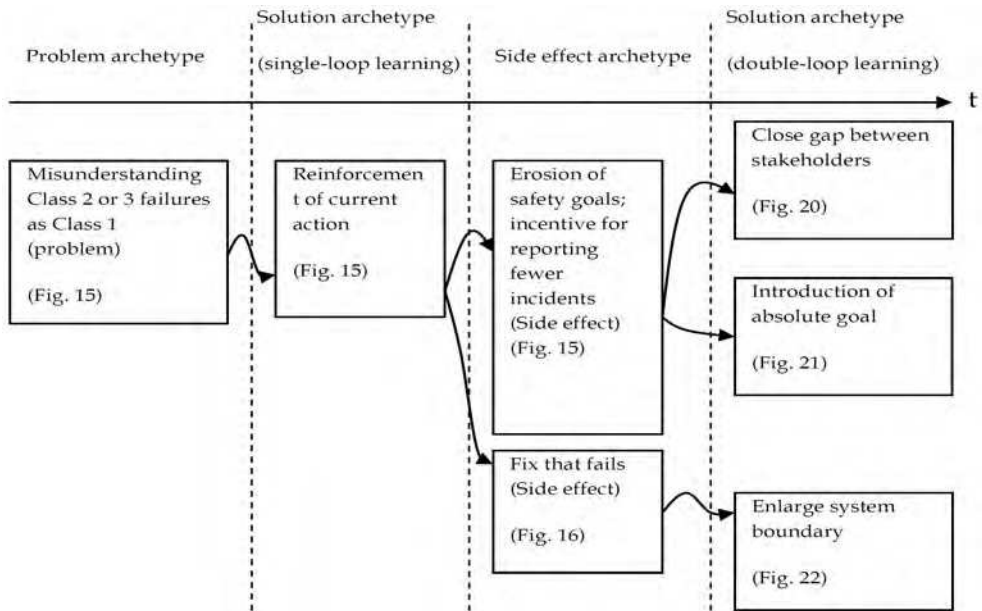 Problem archetype
Solution archetype
(single-loop learning)
Side effect archetype
Solution archetype
(double-loop learning)
t
Misunderstanding
Class 2 or 3 failures
as Class 1
(problem)
(Fig. 15)
Reinforcemen
t of current
action
(Fig. 15)
Erosion of
safety goals;
incentive for
reporting
fewer
incidents
(Side effect)
(Fig. 15)
Fix that fails
(Side effect)
(Fig. 16)
Close gap between
stakeholders
(Fig. 20)
Introduction of
absolute goal
(Fig. 21)
Enlarge system
boundary
(Fig. 22)